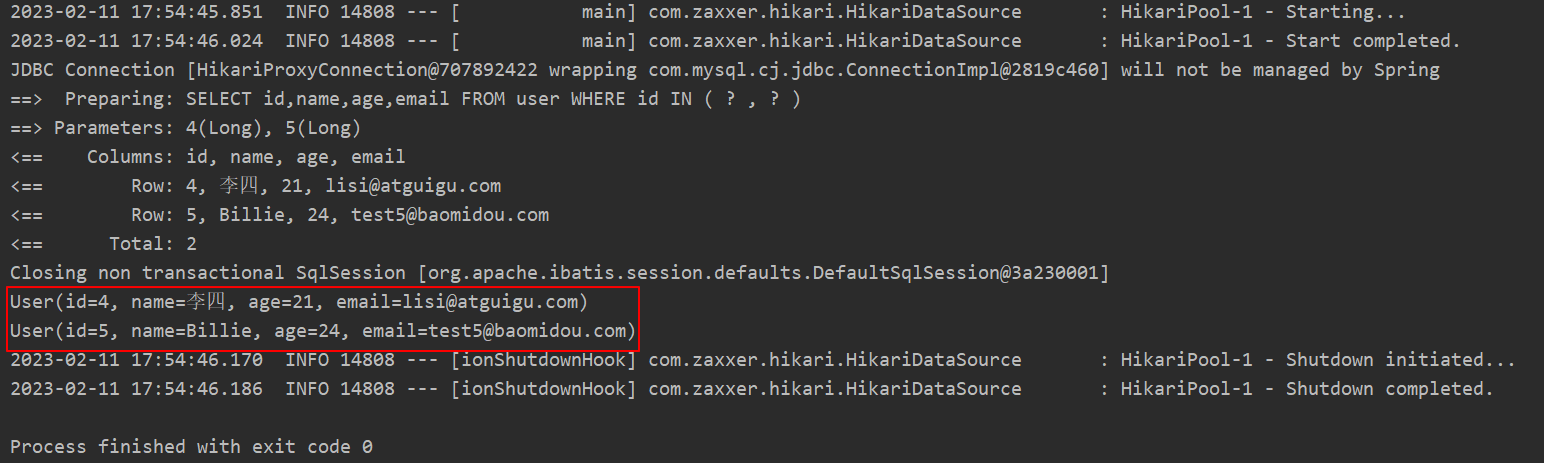 2023-02-11 17:54:45.851  INFO 14808 --- [           main] com.zaxxer.hikari.HikariDataSource       : HikariPool-1 - Starting...
2023-02-11 17:54:46.024  INFO 14808 --- [           main] com.zaxxer.hikari.HikariDataSource       : HikariPool-1 - Start completed.
JDBC Connection [HikariProxyConnection@707892422 wrapping com.mysql.cj.jdbc.ConnectionImpl@2819c460] will not be managed by Spring
==>  Preparing: SELECT id,name,age,email FROM user WHERE id IN ( ? , ? )
==> Parameters: 4(Long), 5(Long)
<==    Columns: id, name, age, email
<==        Row: 4, 李四, 21, lisi@atguigu.com
<==        Row: 5, Billie, 24, test5@baomidou.com
<==      Total: 2
Closing non transactional SqlSession [org.apache.ibatis.session.defaults.DefaultSqlSession@3a230001]
User(id=4, name=李四, age=21, email=lisi@atguigu.com)
User(id=5, name=Billie, age=24, email=test5@baomidou.com)
2023-02-11 17:54:46.170  INFO 14808 --- [ionShutdownHook] com.zaxxer.hikari.HikariDataSource       : HikariPool-1 - Shutdown initiated...
2023-02-11 17:54:46.186  INFO 14808 --- [ionShutdownHook] com.zaxxer.hikari.HikariDataSource       : HikariPool-1 - Shutdown completed.
Process finished with exit code 0